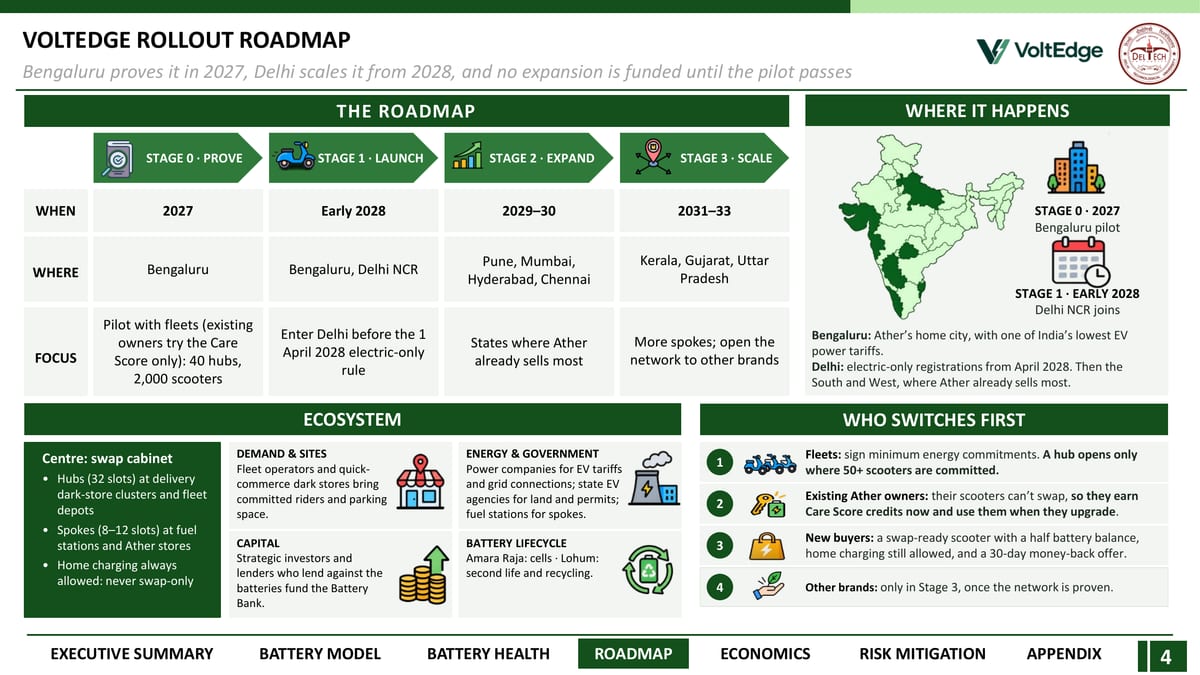 VOLTEDGE ROLLOUT ROADMAP
Bengaluru proves it in 2027, Delhi scales it from 2028, and no expansion is funded until the pilot passes
VoltEdge
DELTECH
THE ROADMAP
STAGE 0 · PROVE
STAGE 1 · LAUNCH
STAGE 2 · EXPAND
STAGE 3 · SCALE
WHEN
2027
Early 2028
2029–30
2031–33
WHERE
Bengaluru
Bengaluru, Delhi NCR
Pune, Mumbai,
Hyderabad, Chennai
Kerala, Gujarat, Uttar
Pradesh
FOCUS
Pilot with fleets (existing
owners try the Care
Score only): 40 hubs,
2,000 scooters
Enter Delhi before the 1
April 2028 electric-only
rule
States where Ather
already sells most
More spokes; open the
network to other brands
WHERE IT HAPPENS
STAGE 0 · 2027
Bengaluru pilot
STAGE 1 · EARLY 2028
Delhi NCR joins
Bengaluru: Ather’s home city, with one of India’s lowest EV
power tariffs.
Delhi: electric-only registrations from April 2028. Then the
South and West, where Ather already sells most.
ECOSYSTEM
Centre: swap cabinet
• Hubs (32 slots) at delivery
dark-store clusters and fleet
depots
• Spokes (8–12 slots) at fuel
stations and Ather stores
• Home charging always
allowed: never swap-only
DEMAND & SITES
Fleet operators and quick-
commerce dark stores bring
committed riders and parking
space.
ENERGY & GOVERNMENT
Power companies for EV tariffs
and grid connections; state EV
agencies for land and permits;
fuel stations for spokes.
CAPITAL
Strategic investors and
lenders who lend against the
batteries fund the Battery
Bank.
BATTERY LIFECYCLE
Amara Raja: cells · Lohum:
second life and recycling.
WHO SWITCHES FIRST
1
Fleets: sign minimum energy commitments. A hub opens only
where 50+ scooters are committed.
2
Existing Ather owners: their scooters can’t swap, so they earn
Care Score credits now and use them when they upgrade.
3
New buyers: a swap-ready scooter with a half battery balance,
home charging still allowed, and a 30-day money-back offer.
4
Other brands: only in Stage 3, once the network is proven.
EXECUTIVE SUMMARY
BATTERY MODEL
BATTERY HEALTH
ROADMAP
ECONOMICS
RISK MITIGATION
APPENDIX
4